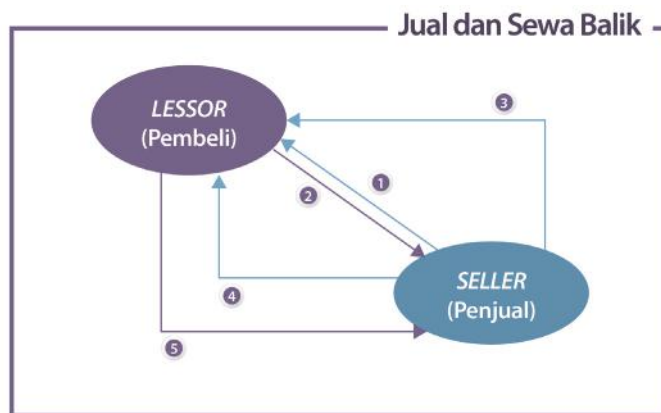 Jual dan Sewa Balik
3
LESSOR
(Pembeli)
1
2
SELLER
(Penjual)
4
5